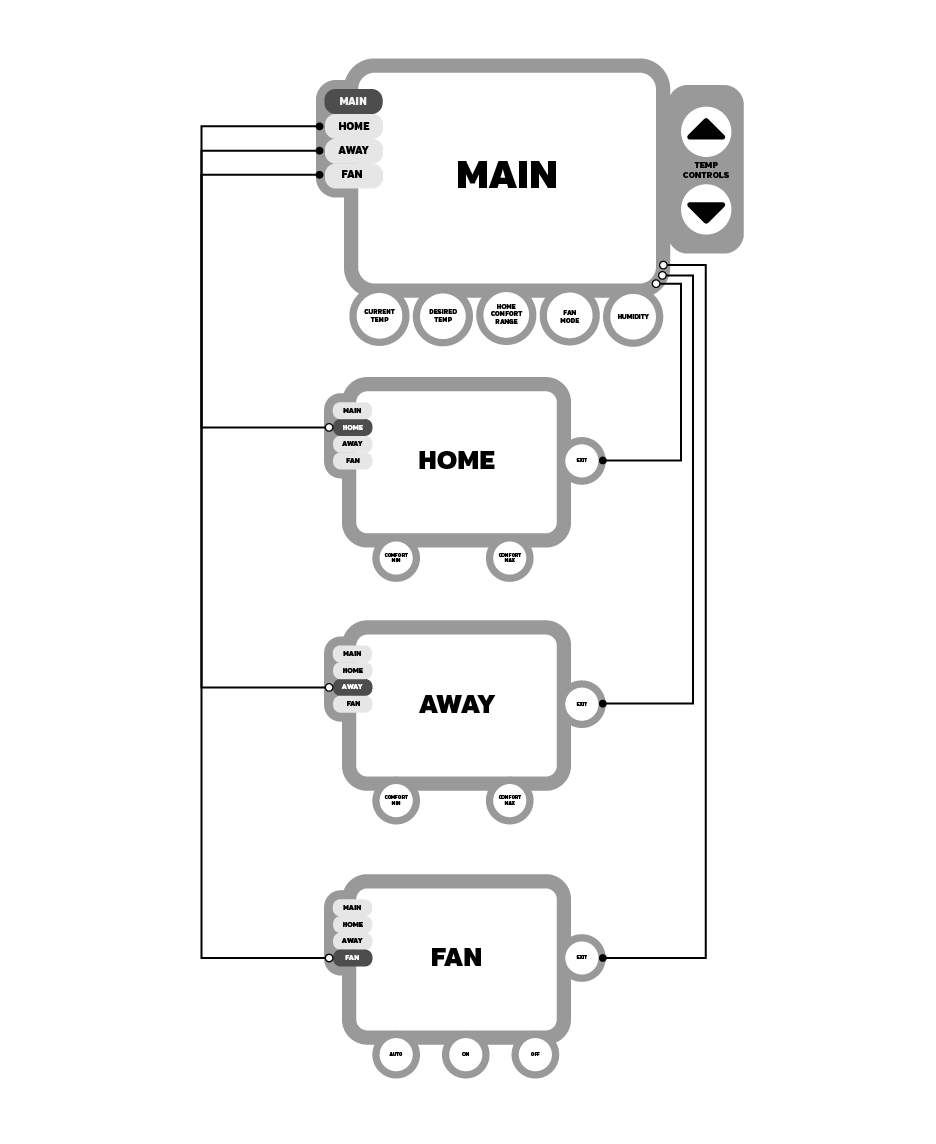 MAIN
HOME
AWAY
FAN
MAIN
TEMP
CONTROLS
CURRENT
TEMP
DESIRED
TEMP
HOME
COMFORT
RANGE
FAN
MODE
HUMIDITY
MAIN
HOME
AWAY
FAN
HOME
EXIT
COMFORT
MIN
COMFORT
MAX
MAIN
HOME
AWAY
FAN
AWAY
EXIT
COMFORT
MIN
COMFORT
MAX
MAIN
HOME
AWAY
FAN
FAN
EXIT
AUTO
ON
OFF